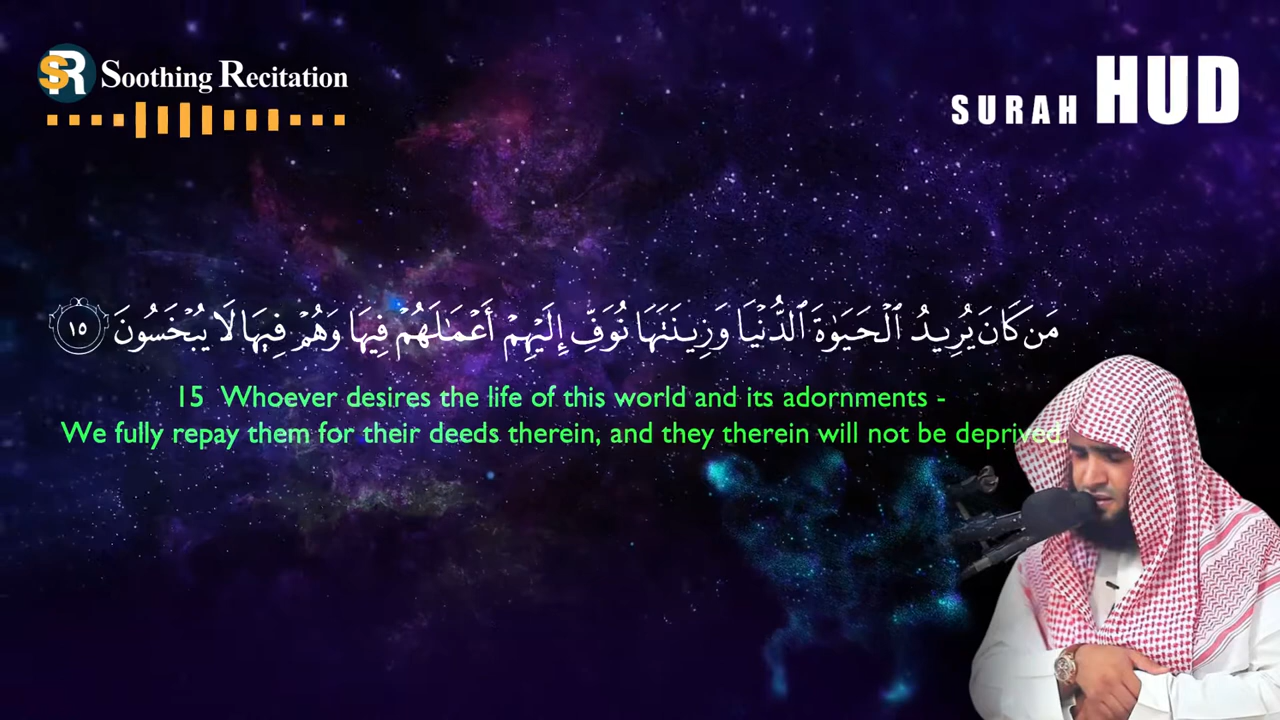 SR Soothing Recitation
SURAH HUD
مَن كَانَ يُرِيدُ ٱلْحَيَوٰةَ ٱلدُّنْيَا وَزِينَتَهَا نُوَفِّ إِلَيْهِمْ أَعْمَـٰلَهُمْ فِيهَا وَهُمْ فِيهَا لَا يُبْخَسُونَ ١٥
15 Whoever desires the life of this world and its adornments -
We fully repay them for their deeds therein, and they therein will not be deprived.